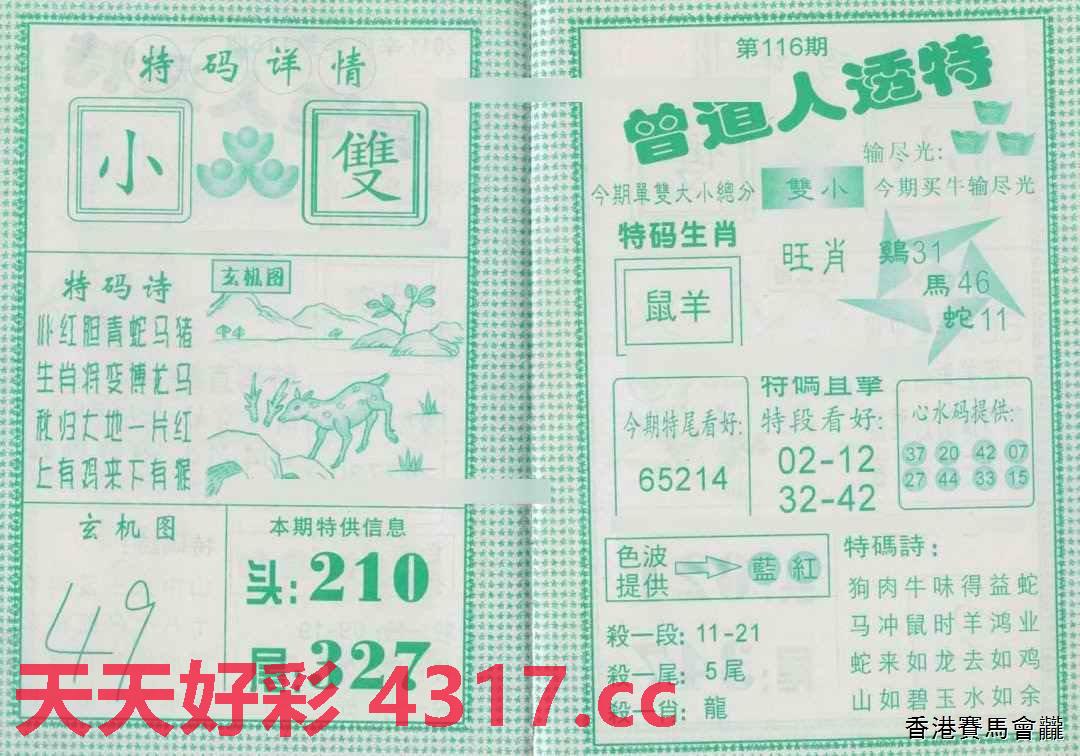 特码详情
小
雙
特码诗
玄机图
红胆青蛇马猪
生肖将变博龙马
秋归大地一片红
上有鸡来下有猴
玄机图
49
本期特供信息
头:210
尾:327
第116期
曾道人透特
输尽光:
今期單雙大小總分
雙小
今期买牛输尽光
特码生肖
鼠羊
旺肖
鷄31
馬46
蛇11
今期特尾看好:
65214
特碼直擊
特段看好:
02-12
32-42
心水码提供:
37 20 42 07
27 44 33 15
色波
提供
藍 紅
特碼詩:
狗肉牛味得益蛇
马冲鼠时羊鸿业
蛇来如龙去如鸡
山如碧玉水如余
殺一段: 11-21
殺一尾: 5尾
殺一肖: 龍
天天好彩 4317.cc
香港賽馬會